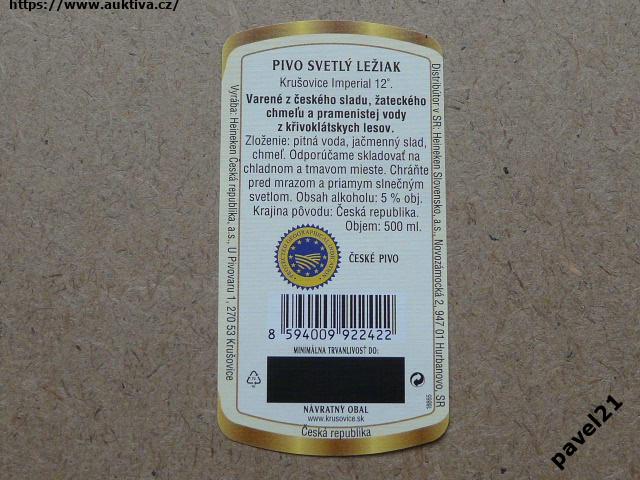 https://www.auktiva.cz/
PIVO SVETLÝ LEŽIAK
Krušovice Imperial 12°.
Varené z českého sladu, žateckého
chmeľu a pramenistej vody
z křivoklátskych lesov.
Zloženie: pitná voda, jačmenný slad,
chmeľ. Odporúčame skladovať na
chladnom a tmavom mieste. Chráňte
pred mrazom a priamym slnečným
svetlom. Obsah alkoholu: 5 % obj.
Krajina pôvodu: Česká republika.
Objem: 500 ml.
PROTECTED GEOGRAPHICAL INDICATION
ČESKÉ PIVO
8 594009 922422
MINIMÁLNA TRVANLIVOSŤ DO:
NÁVRATNÝ OBAL
www.krusovice.sk
Česká republika
Vyrába: Heineken Česká republika, a.s., U Pivovaru 1, 270 53 Krušovice
Distribútor v SR: Heineken Slovensko, a.s., Novozámocká 2, 947 01 Hurbanovo, SR
pavel21